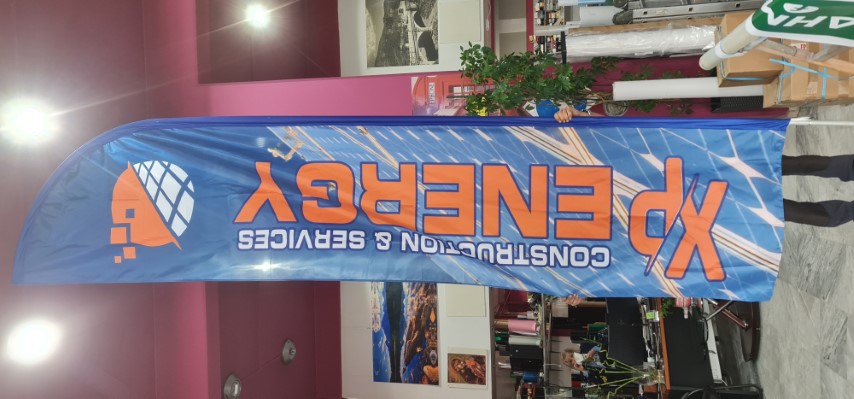 XP ENERGY
CONSTRUCTION & SERVICES